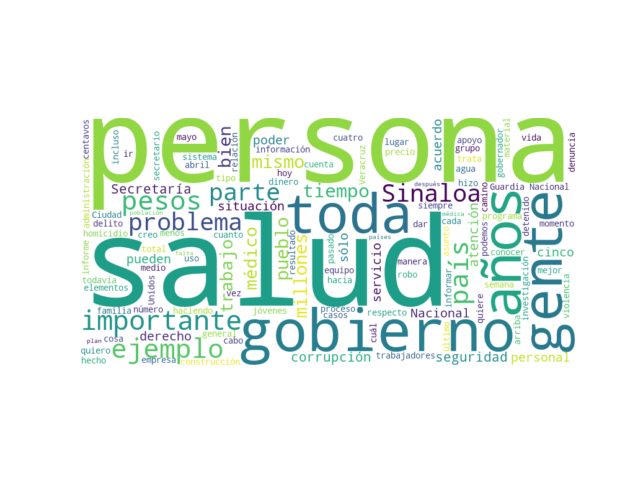 persona
salud
gobierno
gente
años
toda
país
Sinaloa
importante
ejemplo
problema
pesos
parte
mismo
tiempo
bien
pueblo
médico
millones
trabajo
situación
Secretaría
poder
pueden
derecho
servicio
atención
Nacional
corrupción
seguridad
personal
sólo
cinco
acuerdo
centavos
incluso
ir
mayo
secretario
sistema
abril
tipo
relación
información
cuenta
hoy
dinero
cuatro
Veracruz
lugar
precio
manera
apoyo
grupo
trata
agua
hizo
gobernador
material
vida
denuncia
Guardia Nacional
camino
después
siempre
médica
cada
programa
podemos
detenido
momento
conocer
mejor
investigación
violencia
administración
Ciudad
población
delito
homicidio
informe
total
falta
uso
medio
todavía
elementos
Unidos
vez
familia
número
haciendo
jóvenes
creo
menos
cuanto
resultado
pasado
equipo
hacia
robo
países
dar
asunto
informar
quiere
semana
arriba
último
cuál
respecto
proceso
casos
general
cosa
plan
quiero
hecho
empresa
construcción
cabo
trabajadores